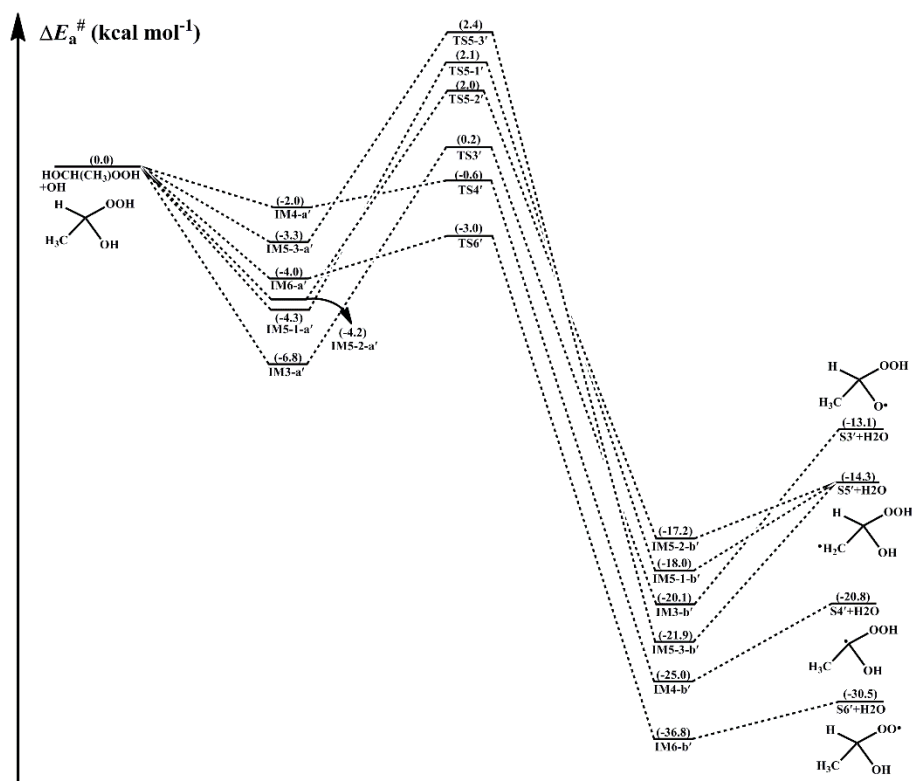 ΔEa# (kcal mol-1)
(2.4)
TS5-3′
(2.1)
TS5-1′
(2.0)
TS5-2′
(0.2)
TS3′
(-0.6)
TS4′
(-3.0)
TS6′
(0.0)
HOCH(CH3)OOH
+OH
H
OOH
H3C
OH
(-2.0)
IM4-a′
(-3.3)
IM5-3-a′
(-4.0)
IM6-a′
(-4.3)
IM5-1-a′
(-4.2)
IM5-2-a′
(-6.8)
IM3-a′
(-17.2)
IM5-2-b′
(-18.0)
IM5-1-b′
(-20.1)
IM3-b′
(-21.9)
IM5-3-b′
(-25.0)
IM4-b′
(-36.8)
IM6-b′
H
OOH
H3C
O•
(-13.1)
S3′+H2O
(-14.3)
S5′+H2O
H
OOH
•H2C
OH
(-20.8)
S4′+H2O
•
OOH
H3C
OH
(-30.5)
S6′+H2O
H
OO•
H3C
OH